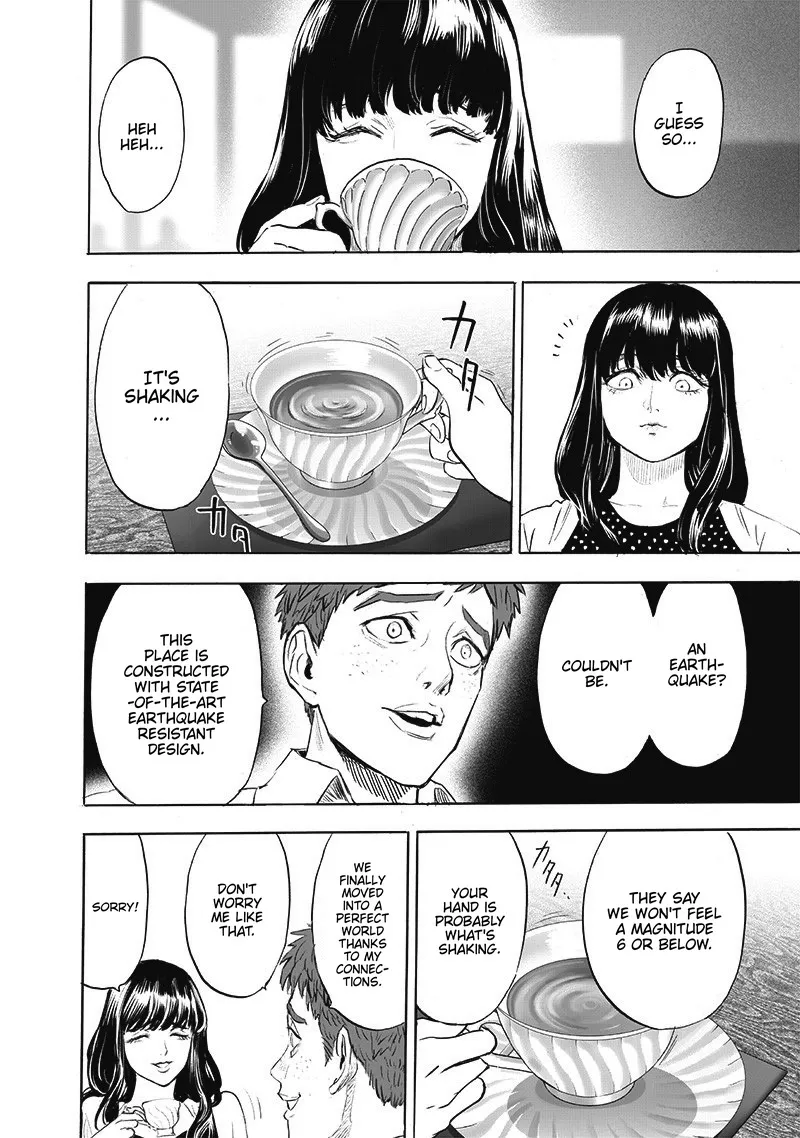 I
GUESS
SO...
HEH
HEH...
カタ
IT'S
SHAKING
...
カタ
AN
EARTH-
QUAKE?
COULDN'T
BE.
THIS
PLACE IS
CONSTRUCTED
WITH STATE
-OF-THE-ART
EARTHQUAKE
RESISTANT
DESIGN.
THEY SAY
WE WON'T FEEL
A MAGNITUDE
6 OR BELOW.
カタタ..
YOUR
HAND IS
PROBABLY
WHAT'S
SHAKING.
WE
FINALLY
MOVED
INTO A
PERFECT
WORLD
THANKS
TO MY
CONNEC-
TIONS.
DON'T
WORRY
ME LIKE
THAT.
SORRY!